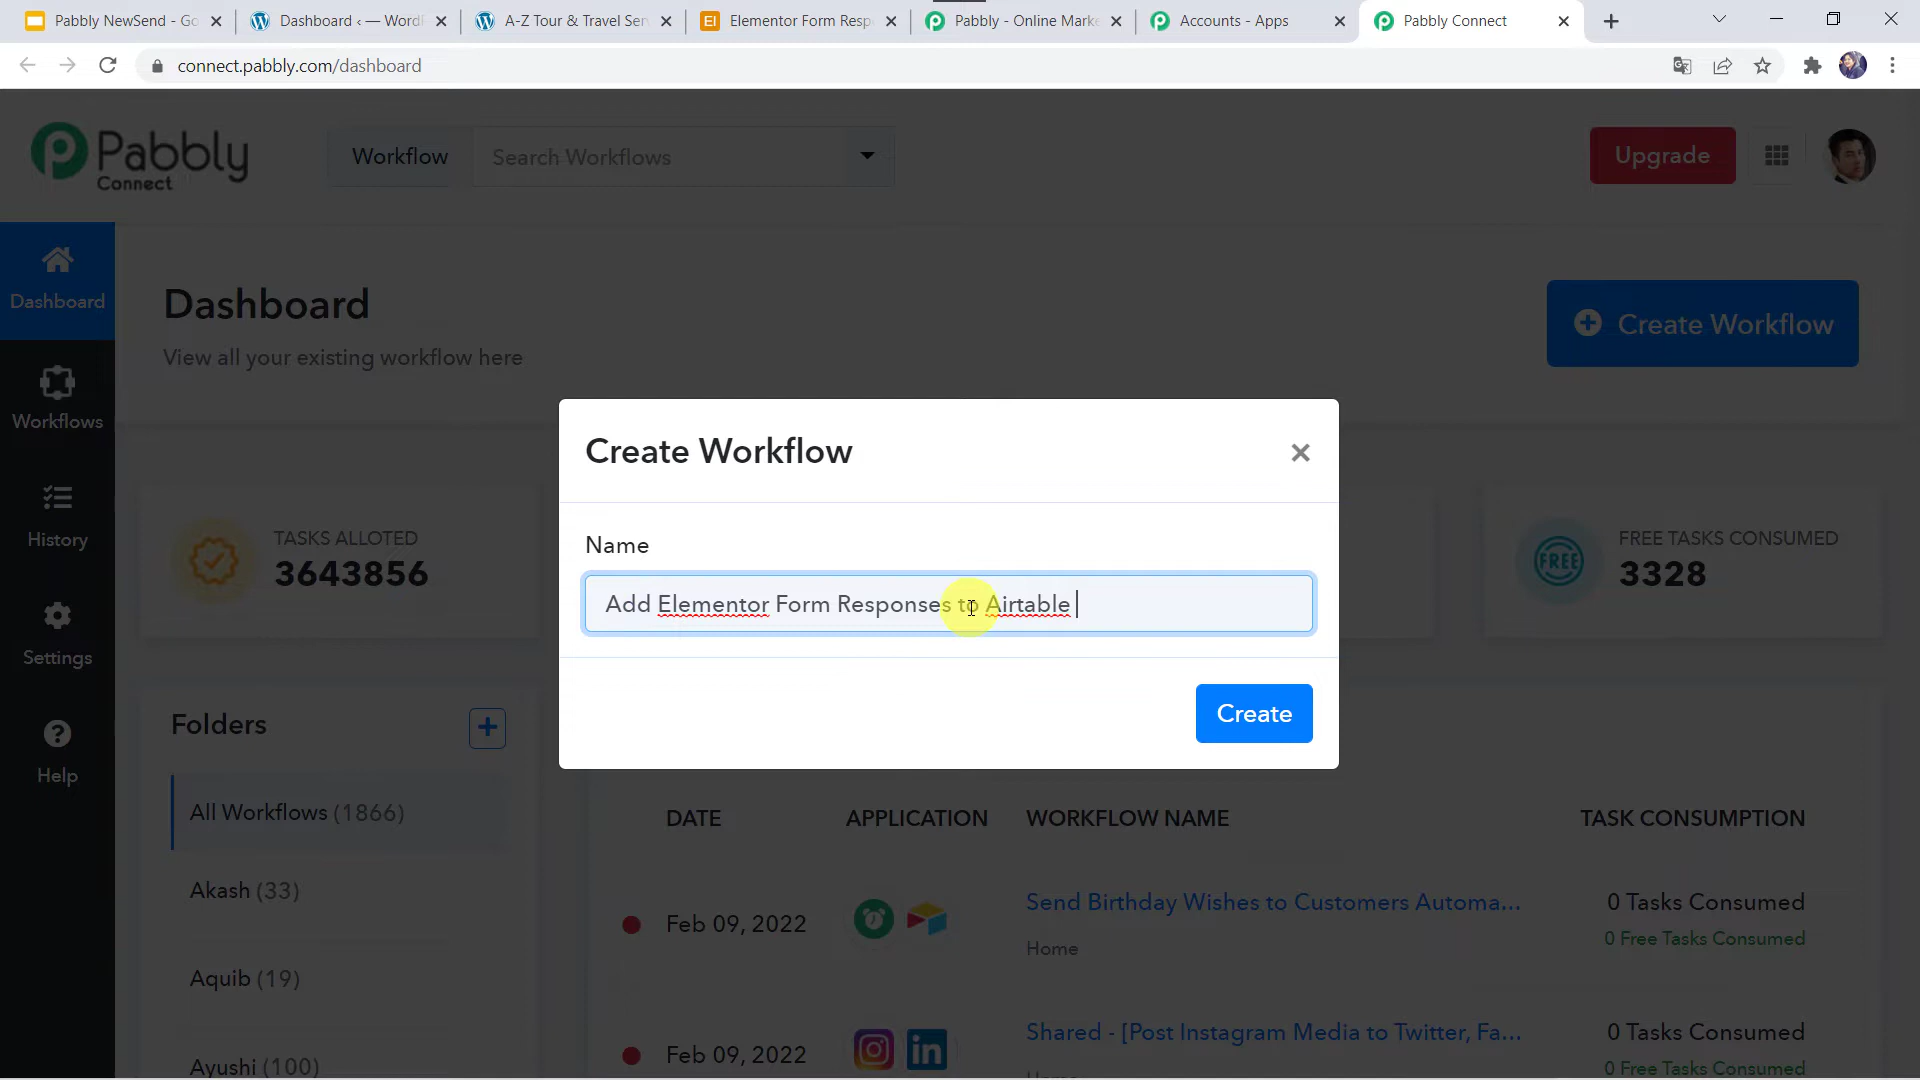 Pabbly NewSend - Go
Dashboard ‹ — WordP
A-Z Tour & Travel Ser
Elementor Form Resp
Pabbly - Online Marke
Accounts - Apps
Pabbly Connect
connect.pabbly.com/dashboard
Pabbly
Connect
Workflow
Search Workflows
Upgrade
Dashboard
Dashboard
View all your existing workflow here
Create Workflow
Workflows
History
Settings
Help
Create Workflow
Name
Add Elementor Form Responses to Airtable
Create
TASKS ALLOTED
3643856
FREE
FREE TASKS CONSUMED
3328
Folders
All Workflows (1866)
Akash (33)
Aquib (19)
Ayushi (100)
DATE
APPLICATION
WORKFLOW NAME
TASK CONSUMPTION
Feb 09, 2022
Send Birthday Wishes to Customers Automa...
Home
0 Tasks Consumed
0 Free Tasks Consumed
Feb 09, 2022
Shared - [Post Instagram Media to Twitter, Fa...
Home
0 Tasks Consumed
0 Free Tasks Consumed